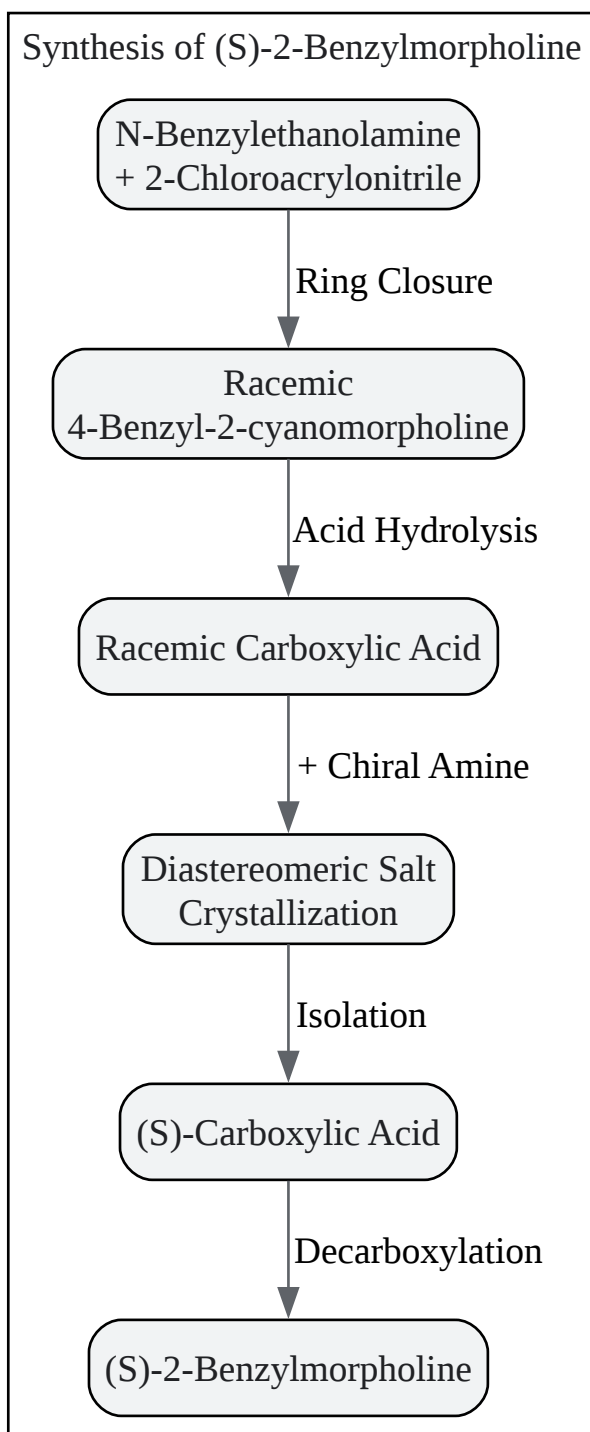 Synthesis of (S)-2-Benzylmorpholine
N-Benzylethanolamine
+ 2-Chloroacrylonitrile
Ring Closure
Racemic
4-Benzyl-2-cyanomorpholine
Acid Hydrolysis
Racemic Carboxylic Acid
+ Chiral Amine
Diastereomeric Salt
Crystallization
Isolation
(S)-Carboxylic Acid
Decarboxylation
(S)-2-Benzylmorpholine